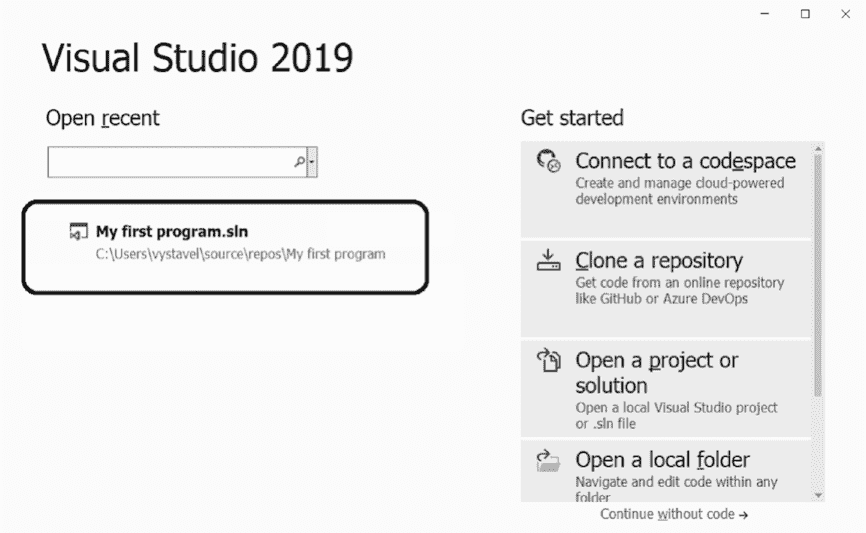 Visual Studio 2019
Open recent
My first program.sln
C:\Users\vystavel\source\repos\My first program
Get started
Connect to a codespace
Create and manage cloud-powered
development environments
Clone a repository
Get code from an online repository
like GitHub or Azure DevOps
Open a project or
solution
Open a local Visual Studio project
or .sln file
Open a local folder
Navigate and edit code within any
folder
Continue without code →